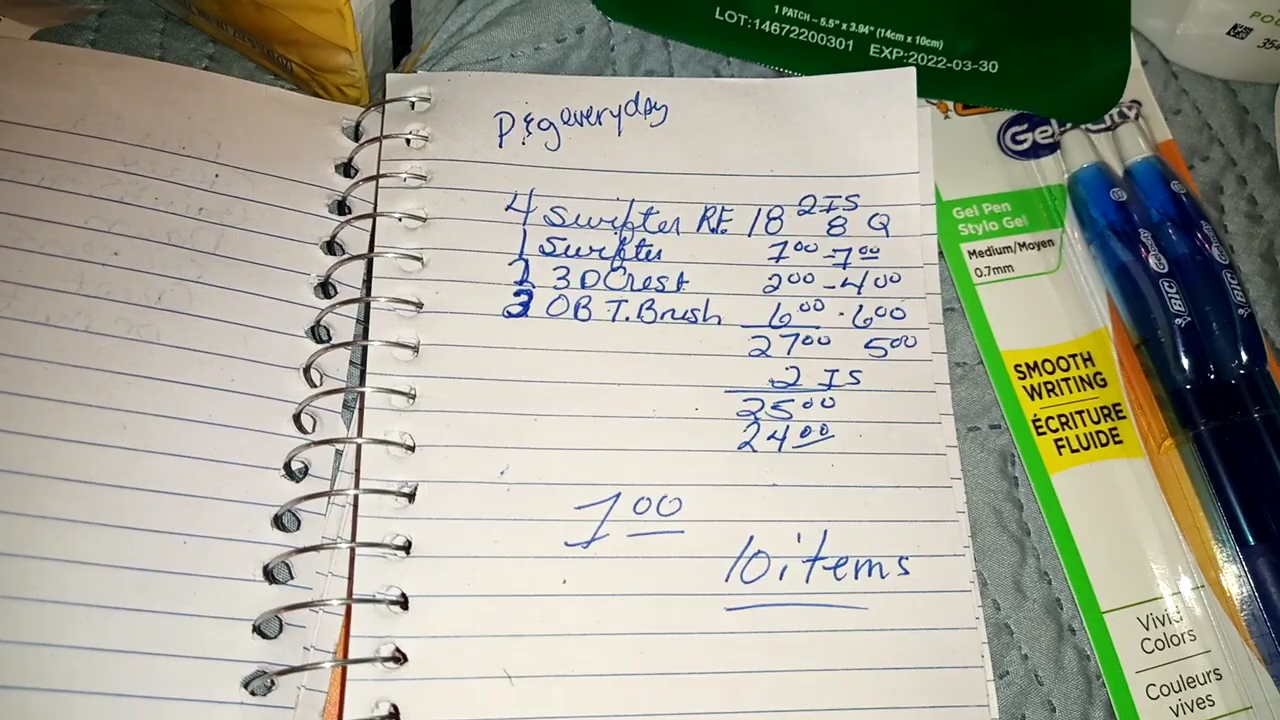 1 PATCH – 5.5" x 3.94" (14cm x 10cm)
LOT:14672200301 EXP:2022-03-30
P&g everyday
4 Swifter RE 18 2 IS 8 Q
1 Swifter 7 00 - 7 00
2 3D Crest 2 00 - 4 00
3 OB T.Brush 6 00 - 6 00
27 00 5 00
2 IS
25 00
24 00
1 00
10 items
Gel Pen
Stylo Gel
Medium/Moyen
0.7mm
BIC
BIC
SMOOTH
WRITING
ÉCRITURE
FLUIDE
Vivid
Colors
Couleurs
vives